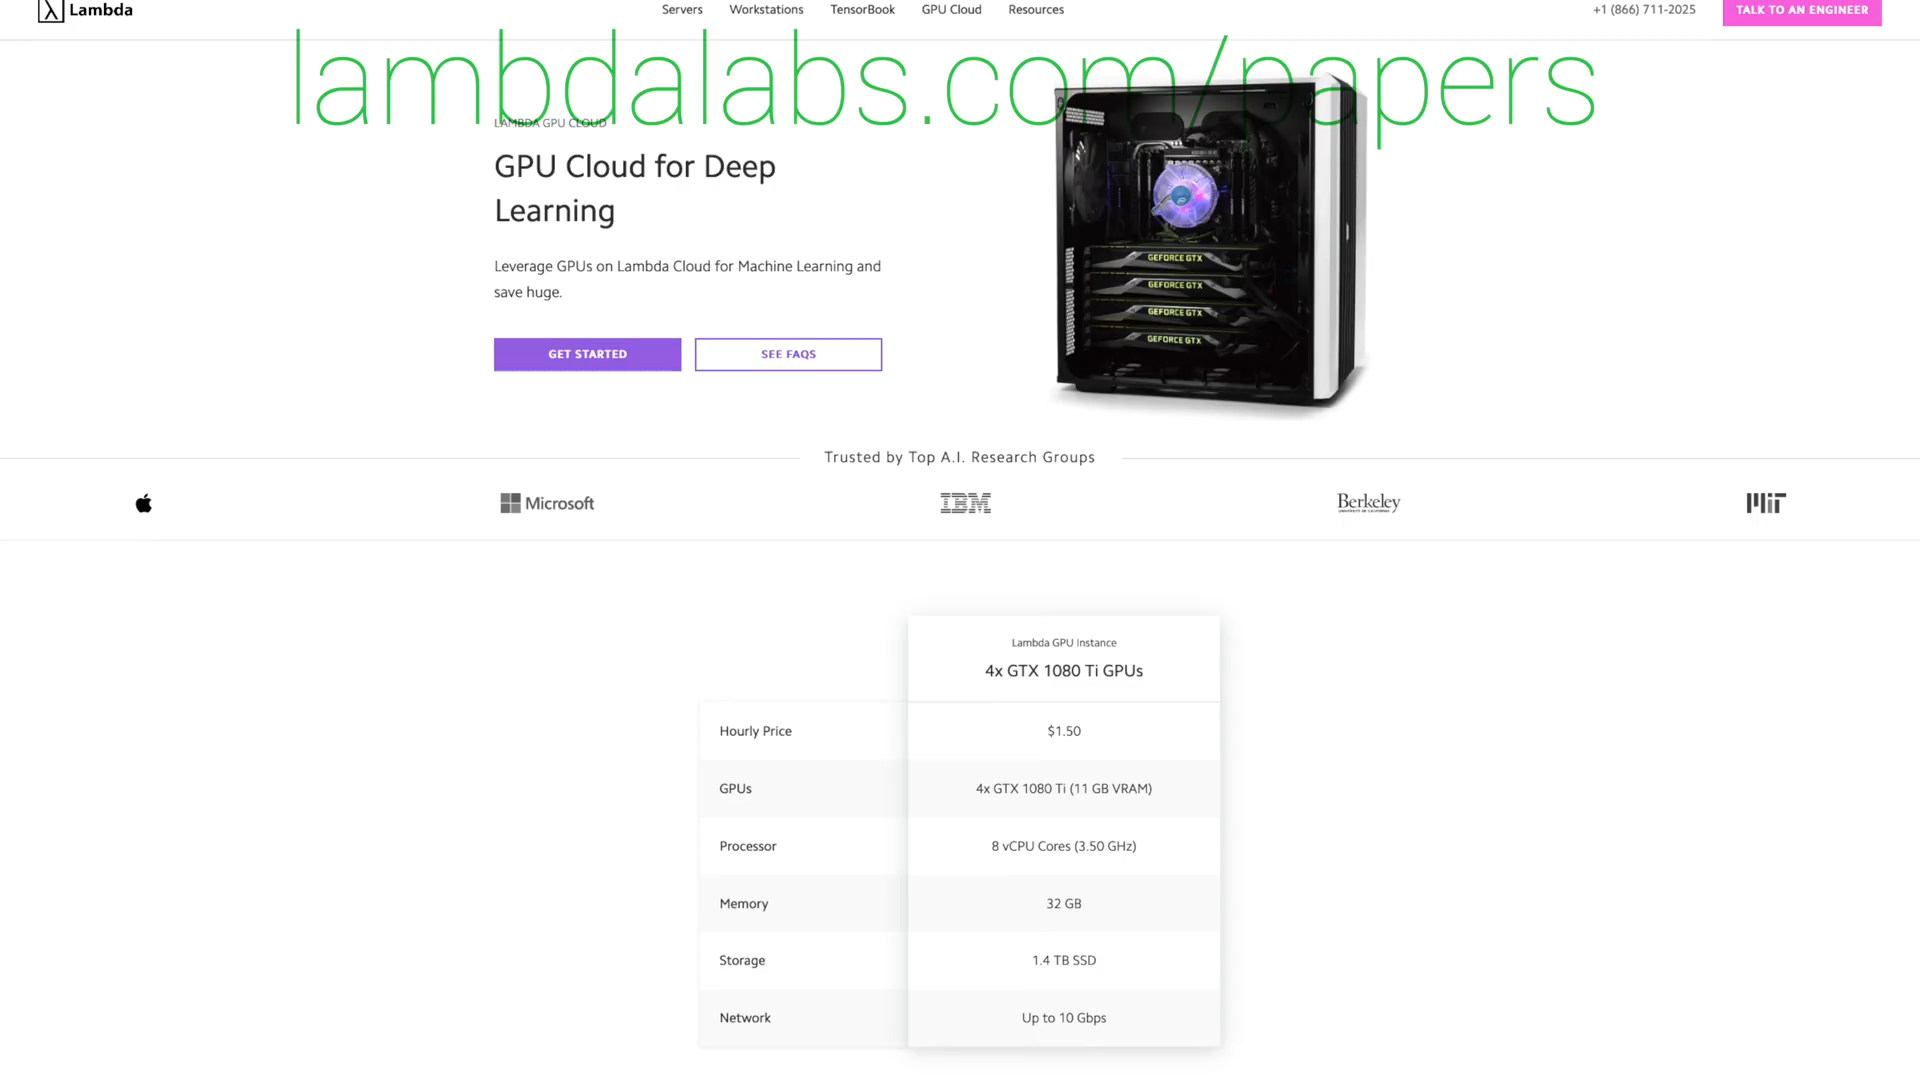 Lambda
Servers Workstations TensorBook GPU Cloud Resources
+1 (866) 711-2025
TALK TO AN ENGINEER
lambdalabs.com/papers
LAMBDA GPU CLOUD
GPU Cloud for Deep
Learning
Leverage GPUs on Lambda Cloud for Machine Learning and
save huge.
GET STARTED
SEE FAQS
GEFORCE GTX
GEFORCE GTX
GEFORCE GTX
GEFORCE GTX
Trusted by Top A.I. Research Groups
Microsoft
IBM
Berkeley
UNIVERSITY OF CALIFORNIA
MIT
Lambda GPU Instance
4x GTX 1080 Ti GPUs
Hourly Price $1.50
GPUs 4x GTX 1080 Ti (11 GB VRAM)
Processor 8 vCPU Cores (3.50 GHz)
Memory 32 GB
Storage 1.4 TB SSD
Network Up to 10 Gbps